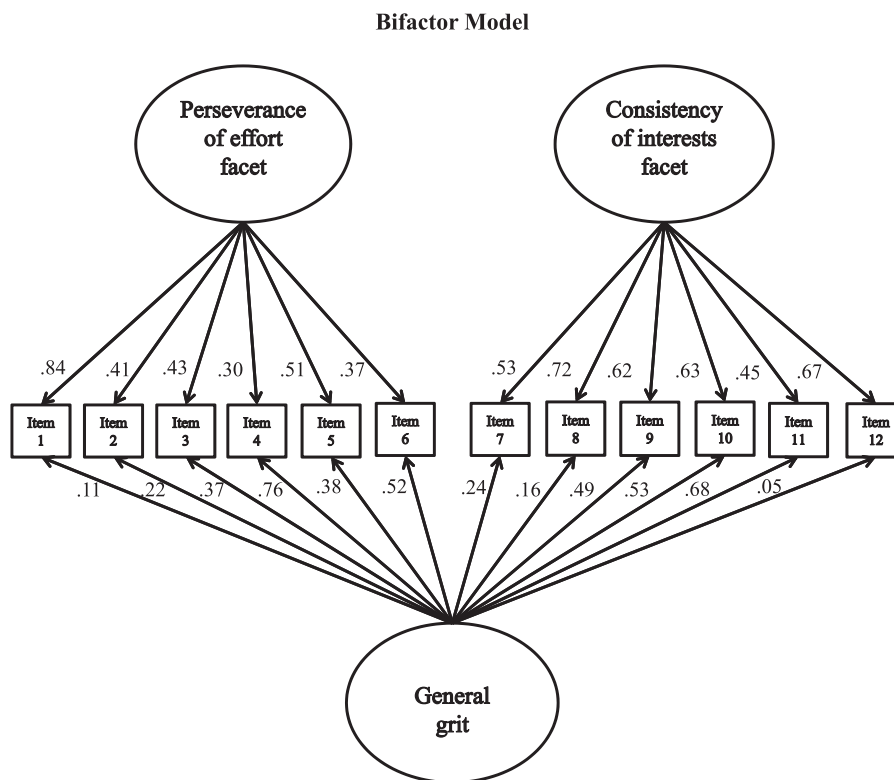 Bifactor Model
Perseverance
of effort
facet
Consistency
of interests
facet
.84 .41 .43 .30 .51 .37 .53 .72 .62 .63 .45 .67
Item Item Item Item Item Item Item Item Item Item Item Item
1 2 3 4 5 6 7 8 9 10 11 12
.11 .22 .37 .76 .38 .52 .24 .16 .49 .53 .68 .05
General
grit